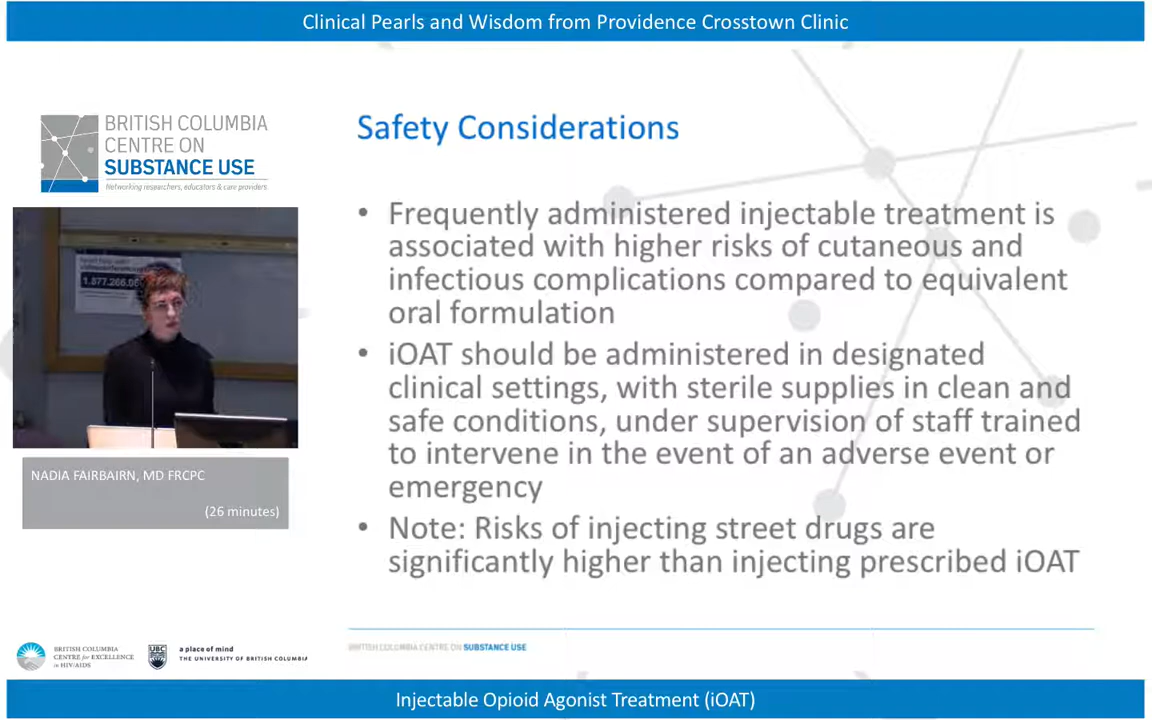 Clinical Pearls and Wisdom from Providence Crosstown Clinic
BRITISH COLUMBIA
CENTRE ON
SUBSTANCE USE
Networking researchers, educators & care providers
Safety Considerations
• Frequently administered injectable treatment is
associated with higher risks of cutaneous and
infectious complications compared to equivalent
oral formulation
• iOAT should be administered in designated
clinical settings, with sterile supplies in clean and
safe conditions, under supervision of staff trained
to intervene in the event of an adverse event or
emergency
• Note: Risks of injecting street drugs are
significantly higher than injecting prescribed iOAT
1.877.266
NADIA FAIRBAIRN, MD FRCPC
(26 minutes)
BRITISH COLUMBIA
CENTRE for EXCELLENCE
in HIV/AIDS
UBC
a place of mind
THE UNIVERSITY OF BRITISH COLUMBIA
BRITISH COLUMBIA CENTRE ON SUBSTANCE USE
Injectable Opioid Agonist Treatment (iOAT)